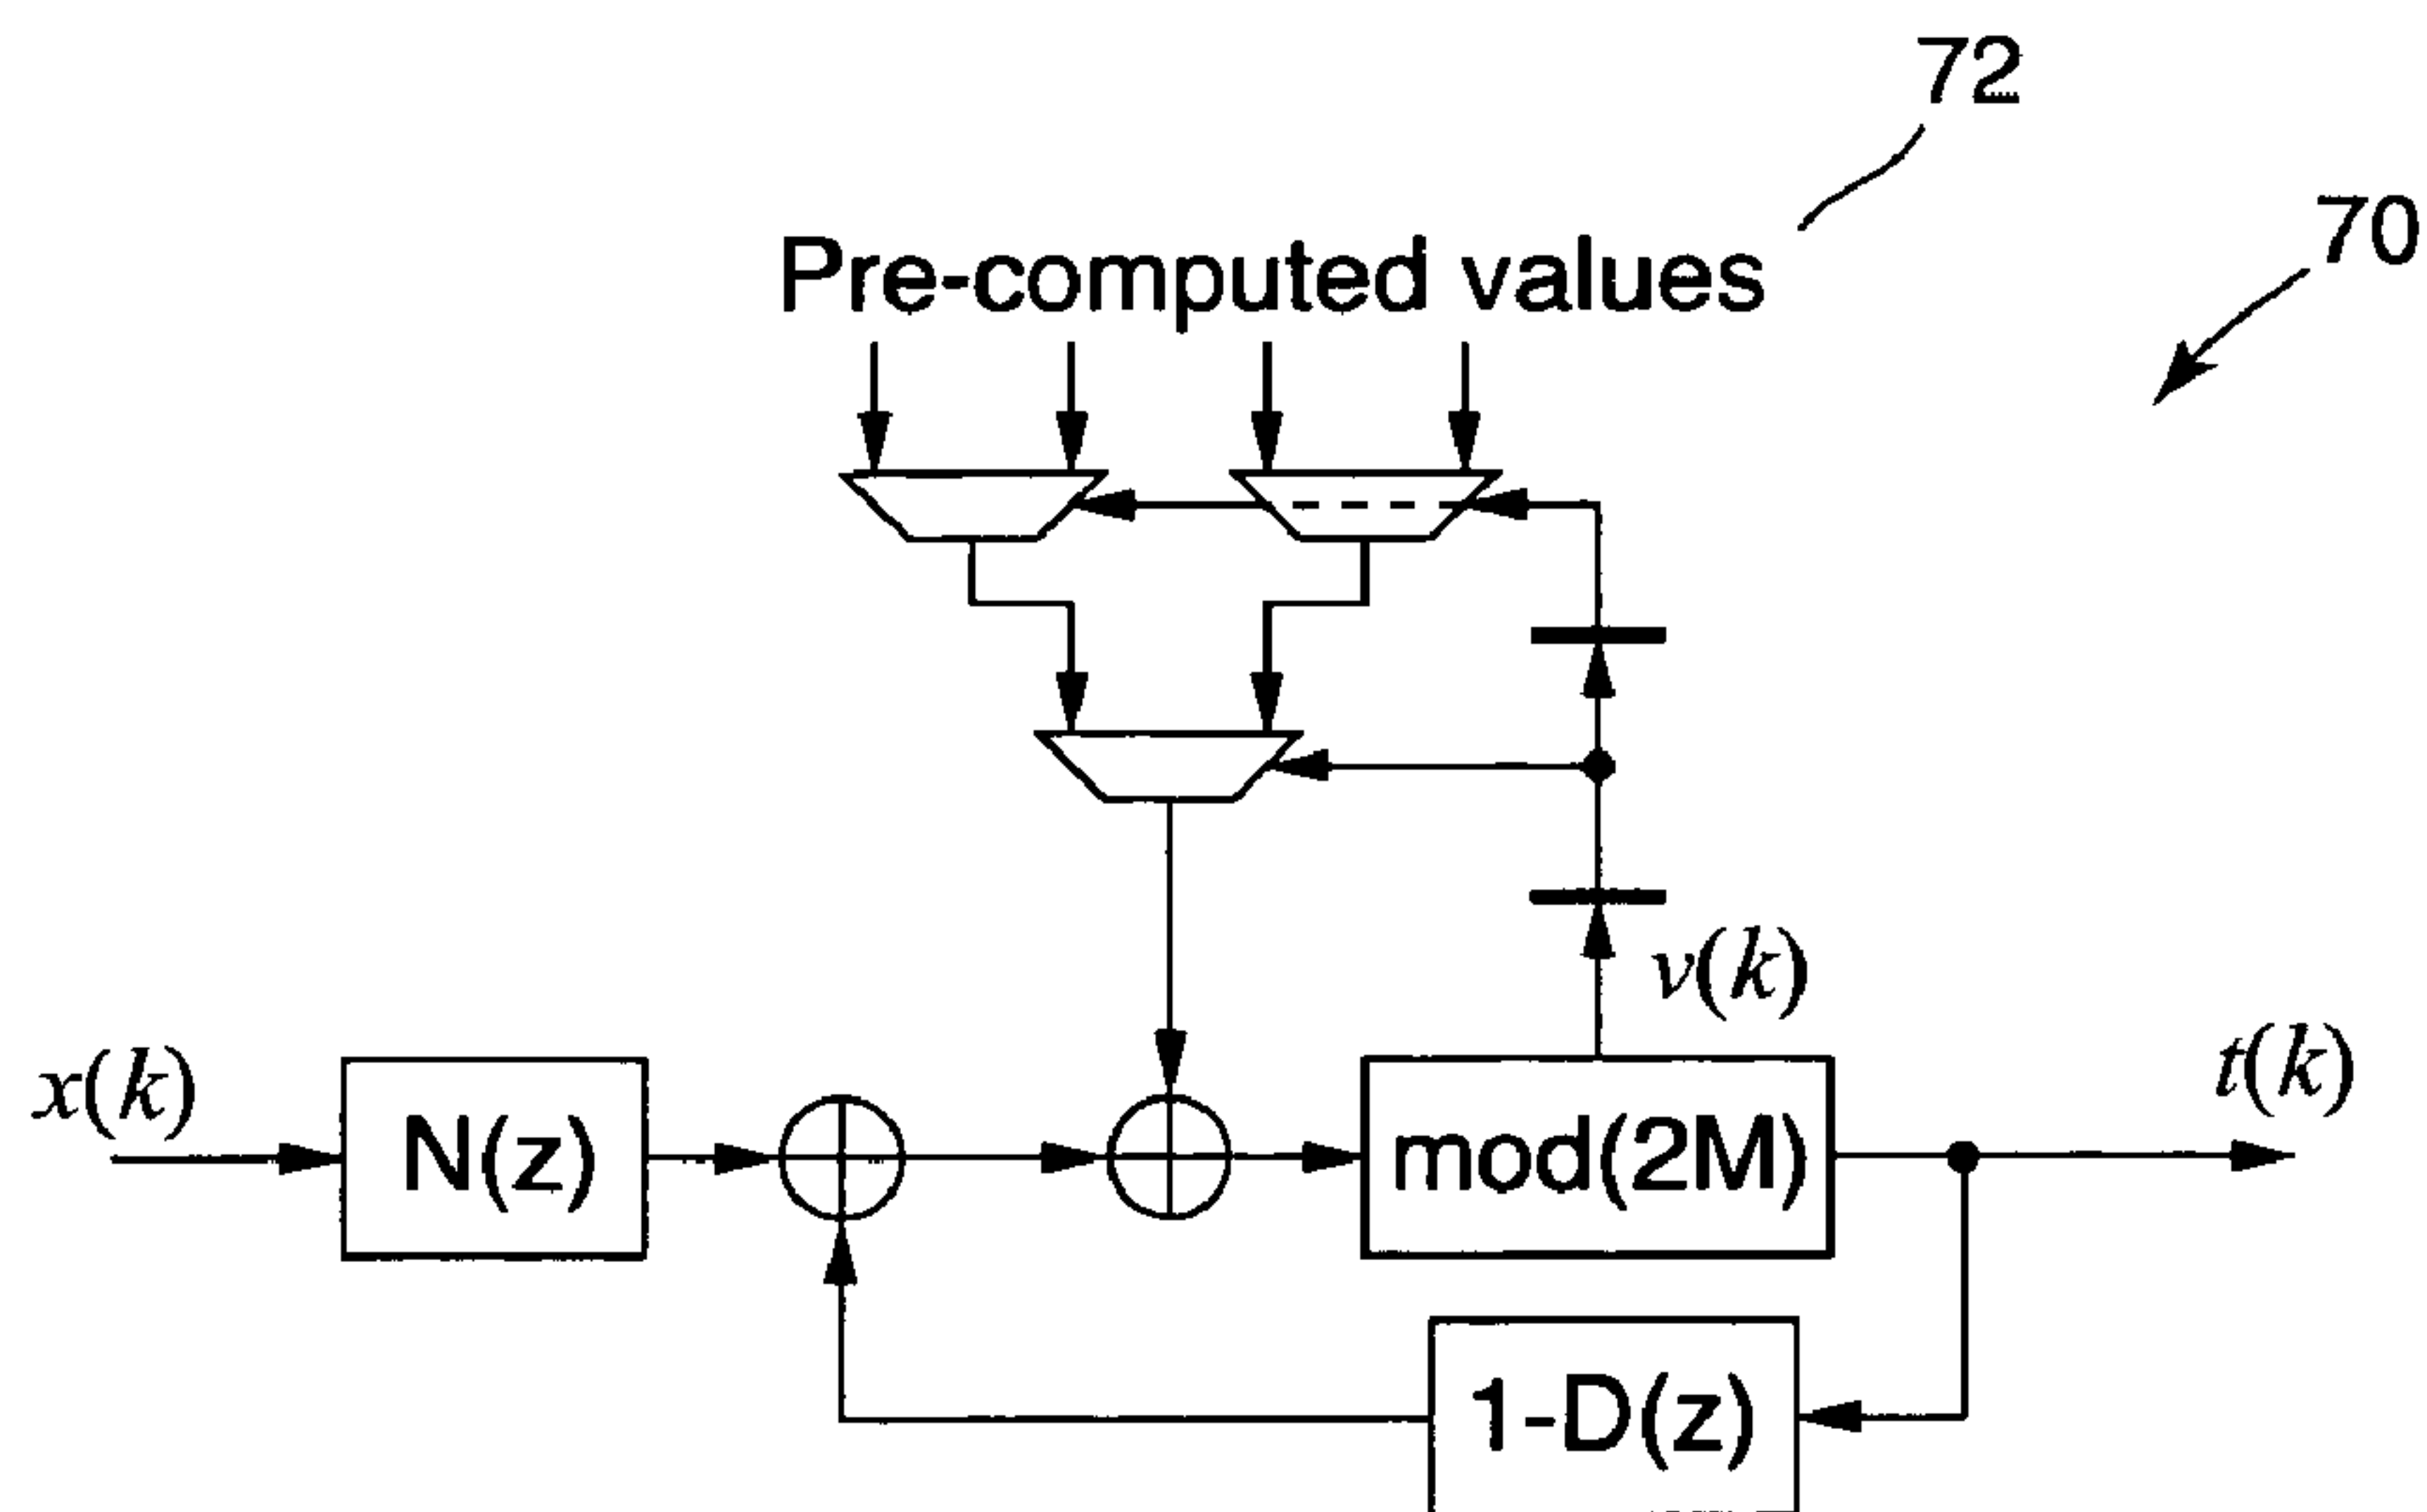 72
70
Pre-computed values
v(k)
x(k)
N(z)
mod(2M)
t(k)
1-D(z)